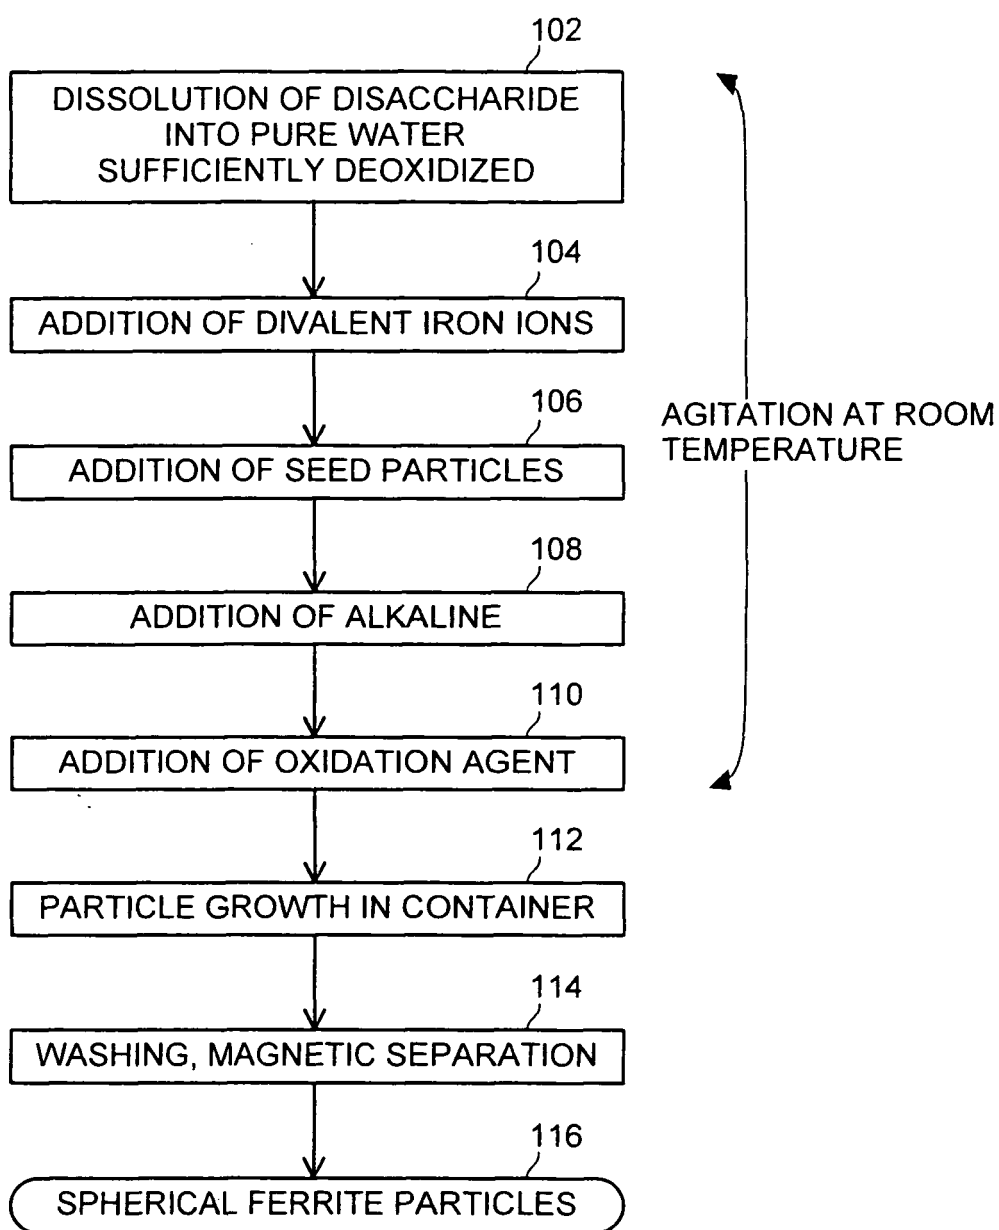 102
DISSOLUTION OF DISACCHARIDE
INTO PURE WATER
SUFFICIENTLY DEOXIDIZED
104
ADDITION OF DIVALENT IRON IONS
106
ADDITION OF SEED PARTICLES
AGITATION AT ROOM
TEMPERATURE
108
ADDITION OF ALKALINE
110
ADDITION OF OXIDATION AGENT
112
PARTICLE GROWTH IN CONTAINER
114
WASHING, MAGNETIC SEPARATION
116
SPHERICAL FERRITE PARTICLES